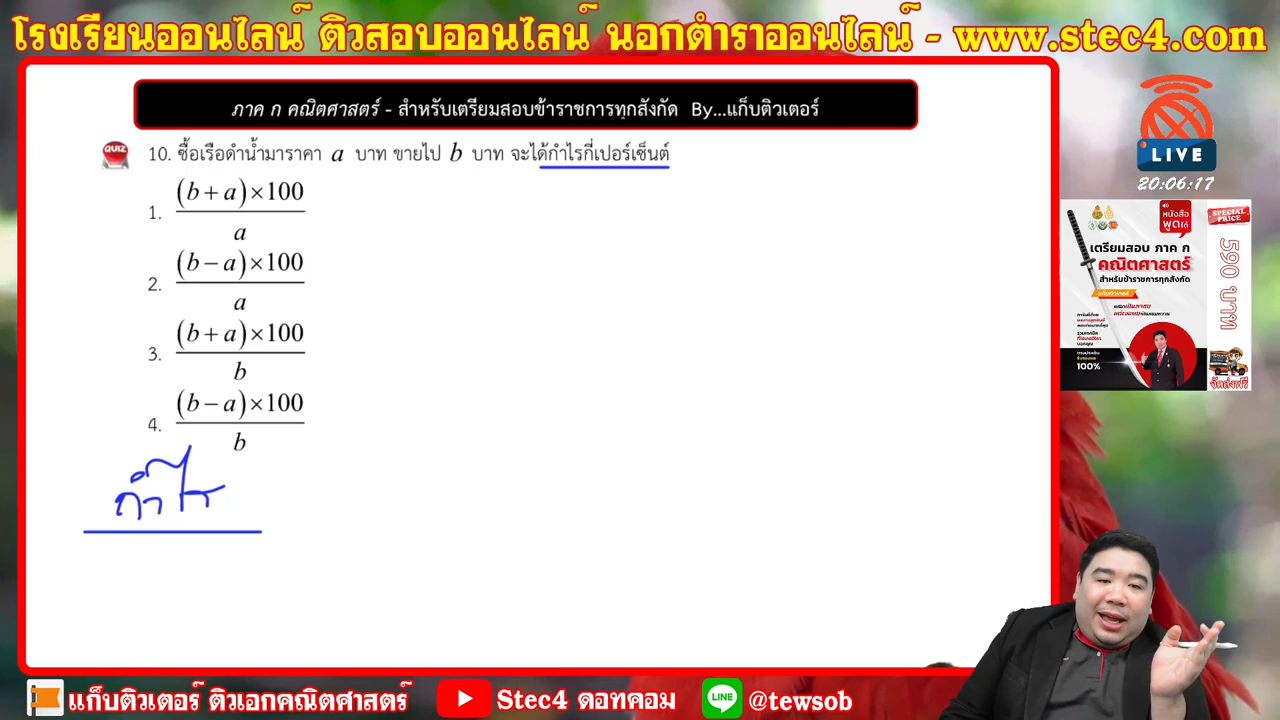 โรงเรียนออนไลน์ ติวสอบออนไลน์ นอกตำราออนไลน์ - www.stec4.com
ภาค ก คณิตศาสตร์ - สำหรับเตรียมสอบข้าราชการทุกสังกัด By...แก็บติวเตอร์
QUIZ 10. ซื้อเรือดำน้ำมาราคา a บาท ขายไป b บาท จะได้กำไรกี่เปอร์เซ็นต์
1. (b+a)×100
a
2. (b−a)×100
a
3. (b+a)×100
b
4. (b−a)×100
b
กำไร
LIVE
20:06:17
หนังสือ
พูดได้
SPECIAL
PRICE
เตรียมสอบ ภาค ก
คณิตศาสตร์
สำหรับข้าราชการทุกสังกัด
100%
590 บาท
จัดส่งฟรี
แก็บติวเตอร์ ติวเอกคณิตศาสตร์ Stec4 ดอทคอม LINE @tewsob